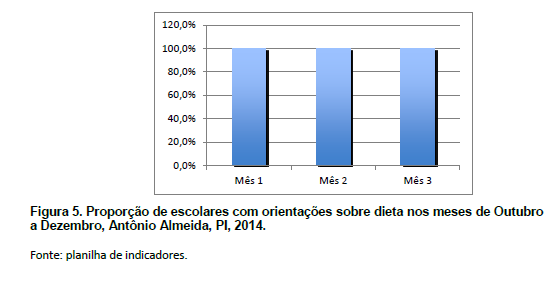 120,0%
100,0%
80,0%
60,0%
40,0%
20,0%
0,0%
Mês 1 Mês 2 Mês 3
Figura 5. Proporção de escolares com orientações sobre dieta nos meses de Outubro
a Dezembro, Antônio Almeida, PI, 2014.
Fonte: planilha de indicadores.